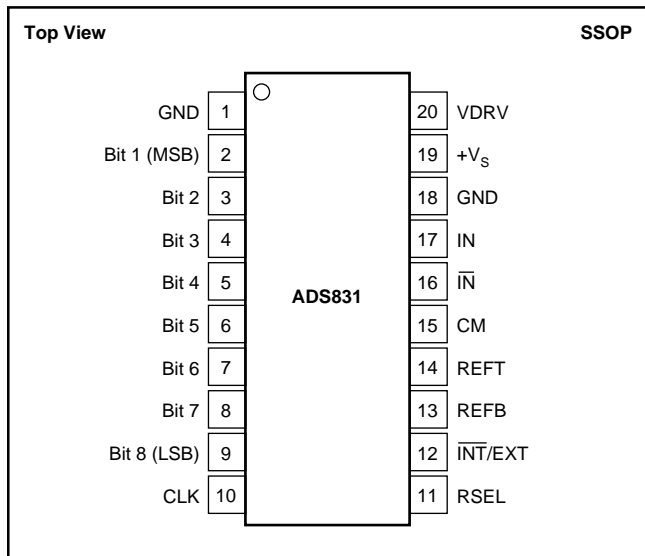 Top View SSOP
GND 1 20 VDRV
Bit 1 (MSB) 2 19 +VS
Bit 2 3 18 GND
Bit 3 4 17 IN
Bit 4 5 16 I̅N̅
ADS831
Bit 5 6 15 CM
Bit 6 7 14 REFT
Bit 7 8 13 REFB
Bit 8 (LSB) 9 12 I̅N̅T̅/EXT
CLK 10 11 RSEL